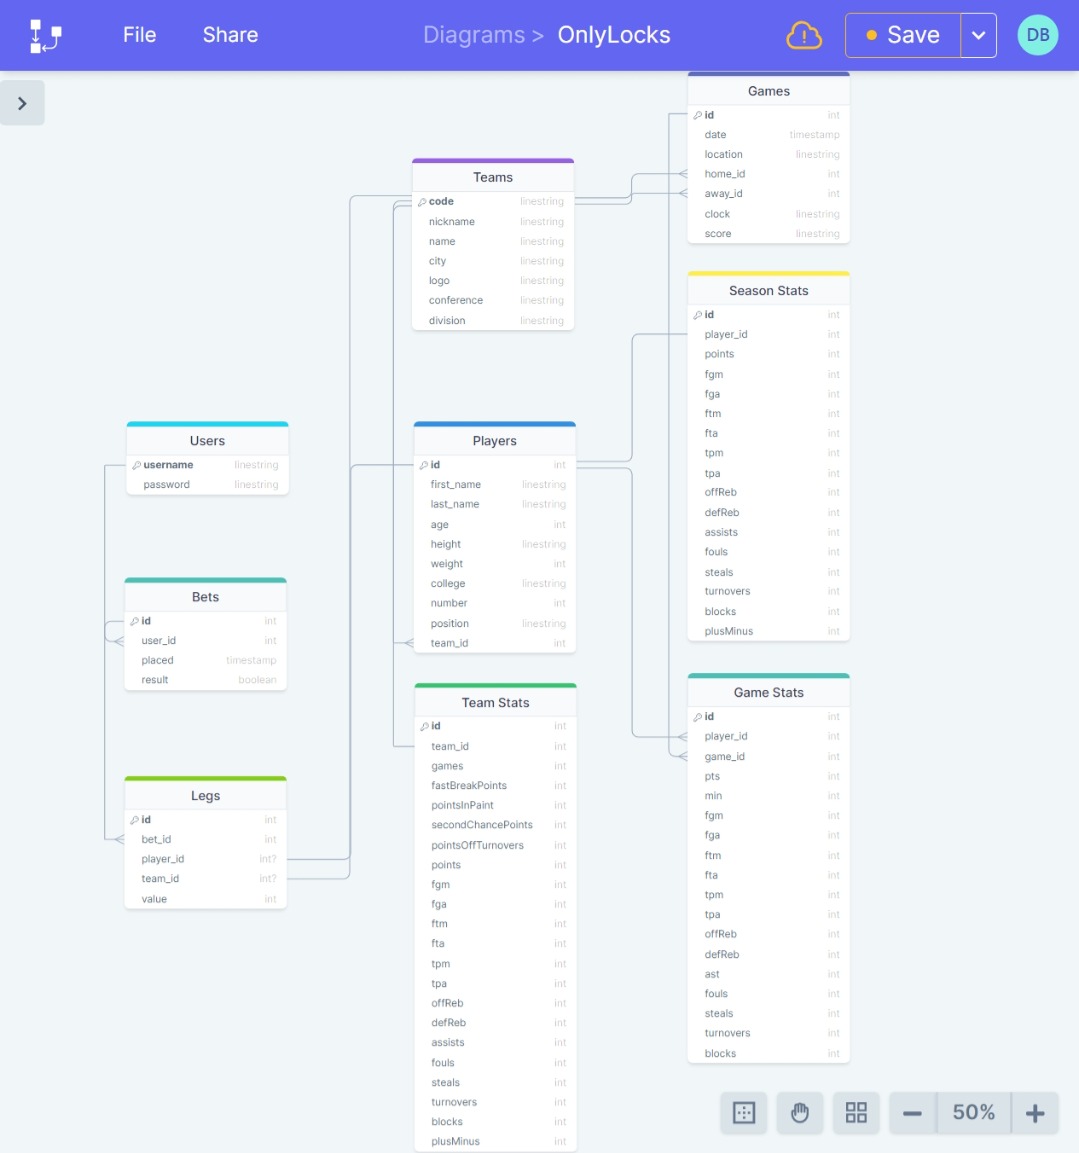 File Share Diagrams > OnlyLocks Save DB
Games
id int
date timestamp
location linestring
home_id int
away_id int
clock linestring
score linestring
Teams
code linestring
nickname linestring
name linestring
city linestring
logo linestring
conference linestring
division linestring
Season Stats
id int
player_id int
points int
fgm int
fga int
ftm int
fta int
tpm int
tpa int
offReb int
defReb int
assists int
fouls int
steals int
turnovers int
blocks int
plusMinus int
Users
username linestring
password linestring
Players
id int
first_name linestring
last_name linestring
age int
height linestring
weight int
college linestring
number int
position linestring
team_id int
Bets
id int
user_id int
placed timestamp
result boolean
Legs
id int
bet_id int
player_id int?
team_id int?
value int
Team Stats
id int
team_id int
games int
fastBreakPoints int
pointsInPaint int
secondChancePoints int
pointsOffTurnovers int
points int
fgm int
fga int
ftm int
fta int
tpm int
tpa int
offReb int
defReb int
assists int
fouls int
steals int
turnovers int
blocks int
plusMinus int
Game Stats
id int
player_id int
game_id int
pts int
min int
fgm int
fga int
ftm int
fta int
tpm int
tpa int
offReb int
defReb int
ast int
fouls int
steals int
turnovers int
blocks int
50%